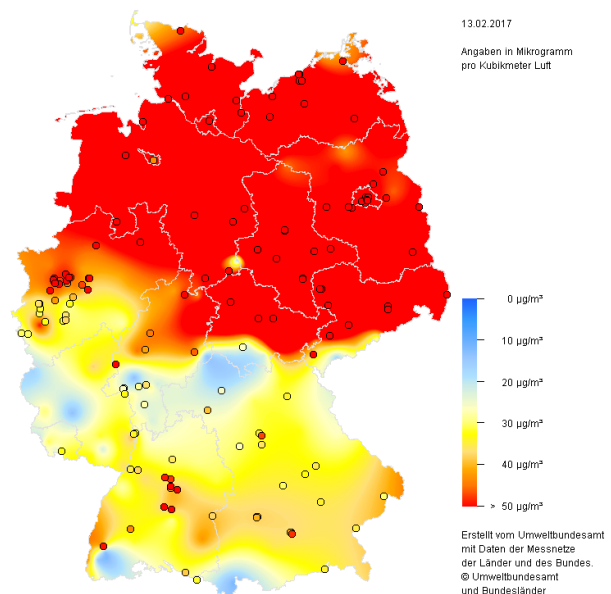 13.02.2017
Angaben in Mikrogramm
pro Kubikmeter Luft
0 µg/m³
10 µg/m³
20 µg/m³
30 µg/m³
40 µg/m³
> 50 µg/m³
Erstellt vom Umweltbundesamt
mit Daten der Messnetze
der Länder und des Bundes.
© Umweltbundesamt
und Bundesländer